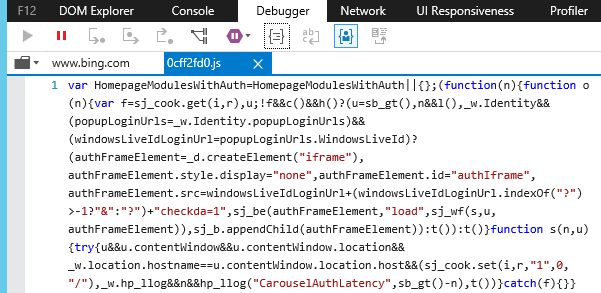 F12 DOM Explorer Console Debugger Network UI Responsiveness Profiler
www.bing.com 0cff2fd0.js
1 var HomepageModulesWithAuth=HomepageModulesWithAuth||{};(function(n){function o
(n){var f=sj_cook.get(i,r),u;!f&&c()&&h()?(u=sb_gt(),n&&l(),_w.Identity&&
(popupLoginUrls=_w.Identity.popupLoginUrls)&&
(windowsLiveIdLoginUrl=popupLoginUrls.WindowsLiveId)?
(authFrameElement=_d.createElement("iframe"),
authFrameElement.style.display="none",authFrameElement.id="authIframe",
authFrameElement.src=windowsLiveIdLoginUrl+(windowsLiveIdLoginUrl.indexOf("?")
>-1?"&":"?")+"checkda=1",sj_be(authFrameElement,"load",sj_wf(s,u,
authFrameElement)),sj_b.appendChild(authFrameElement)):t()):t()}function s(n,u)
{try{u&&u.contentWindow&&u.contentWindow.location&&
_w.location.hostname==u.contentWindow.location.host&&(sj_cook.set(i,r,"1",0,
"/"),_w.hp_llog&&n&&hp_llog("CarouselAuthLatency",sb_gt()-n),t())}catch(f){}}